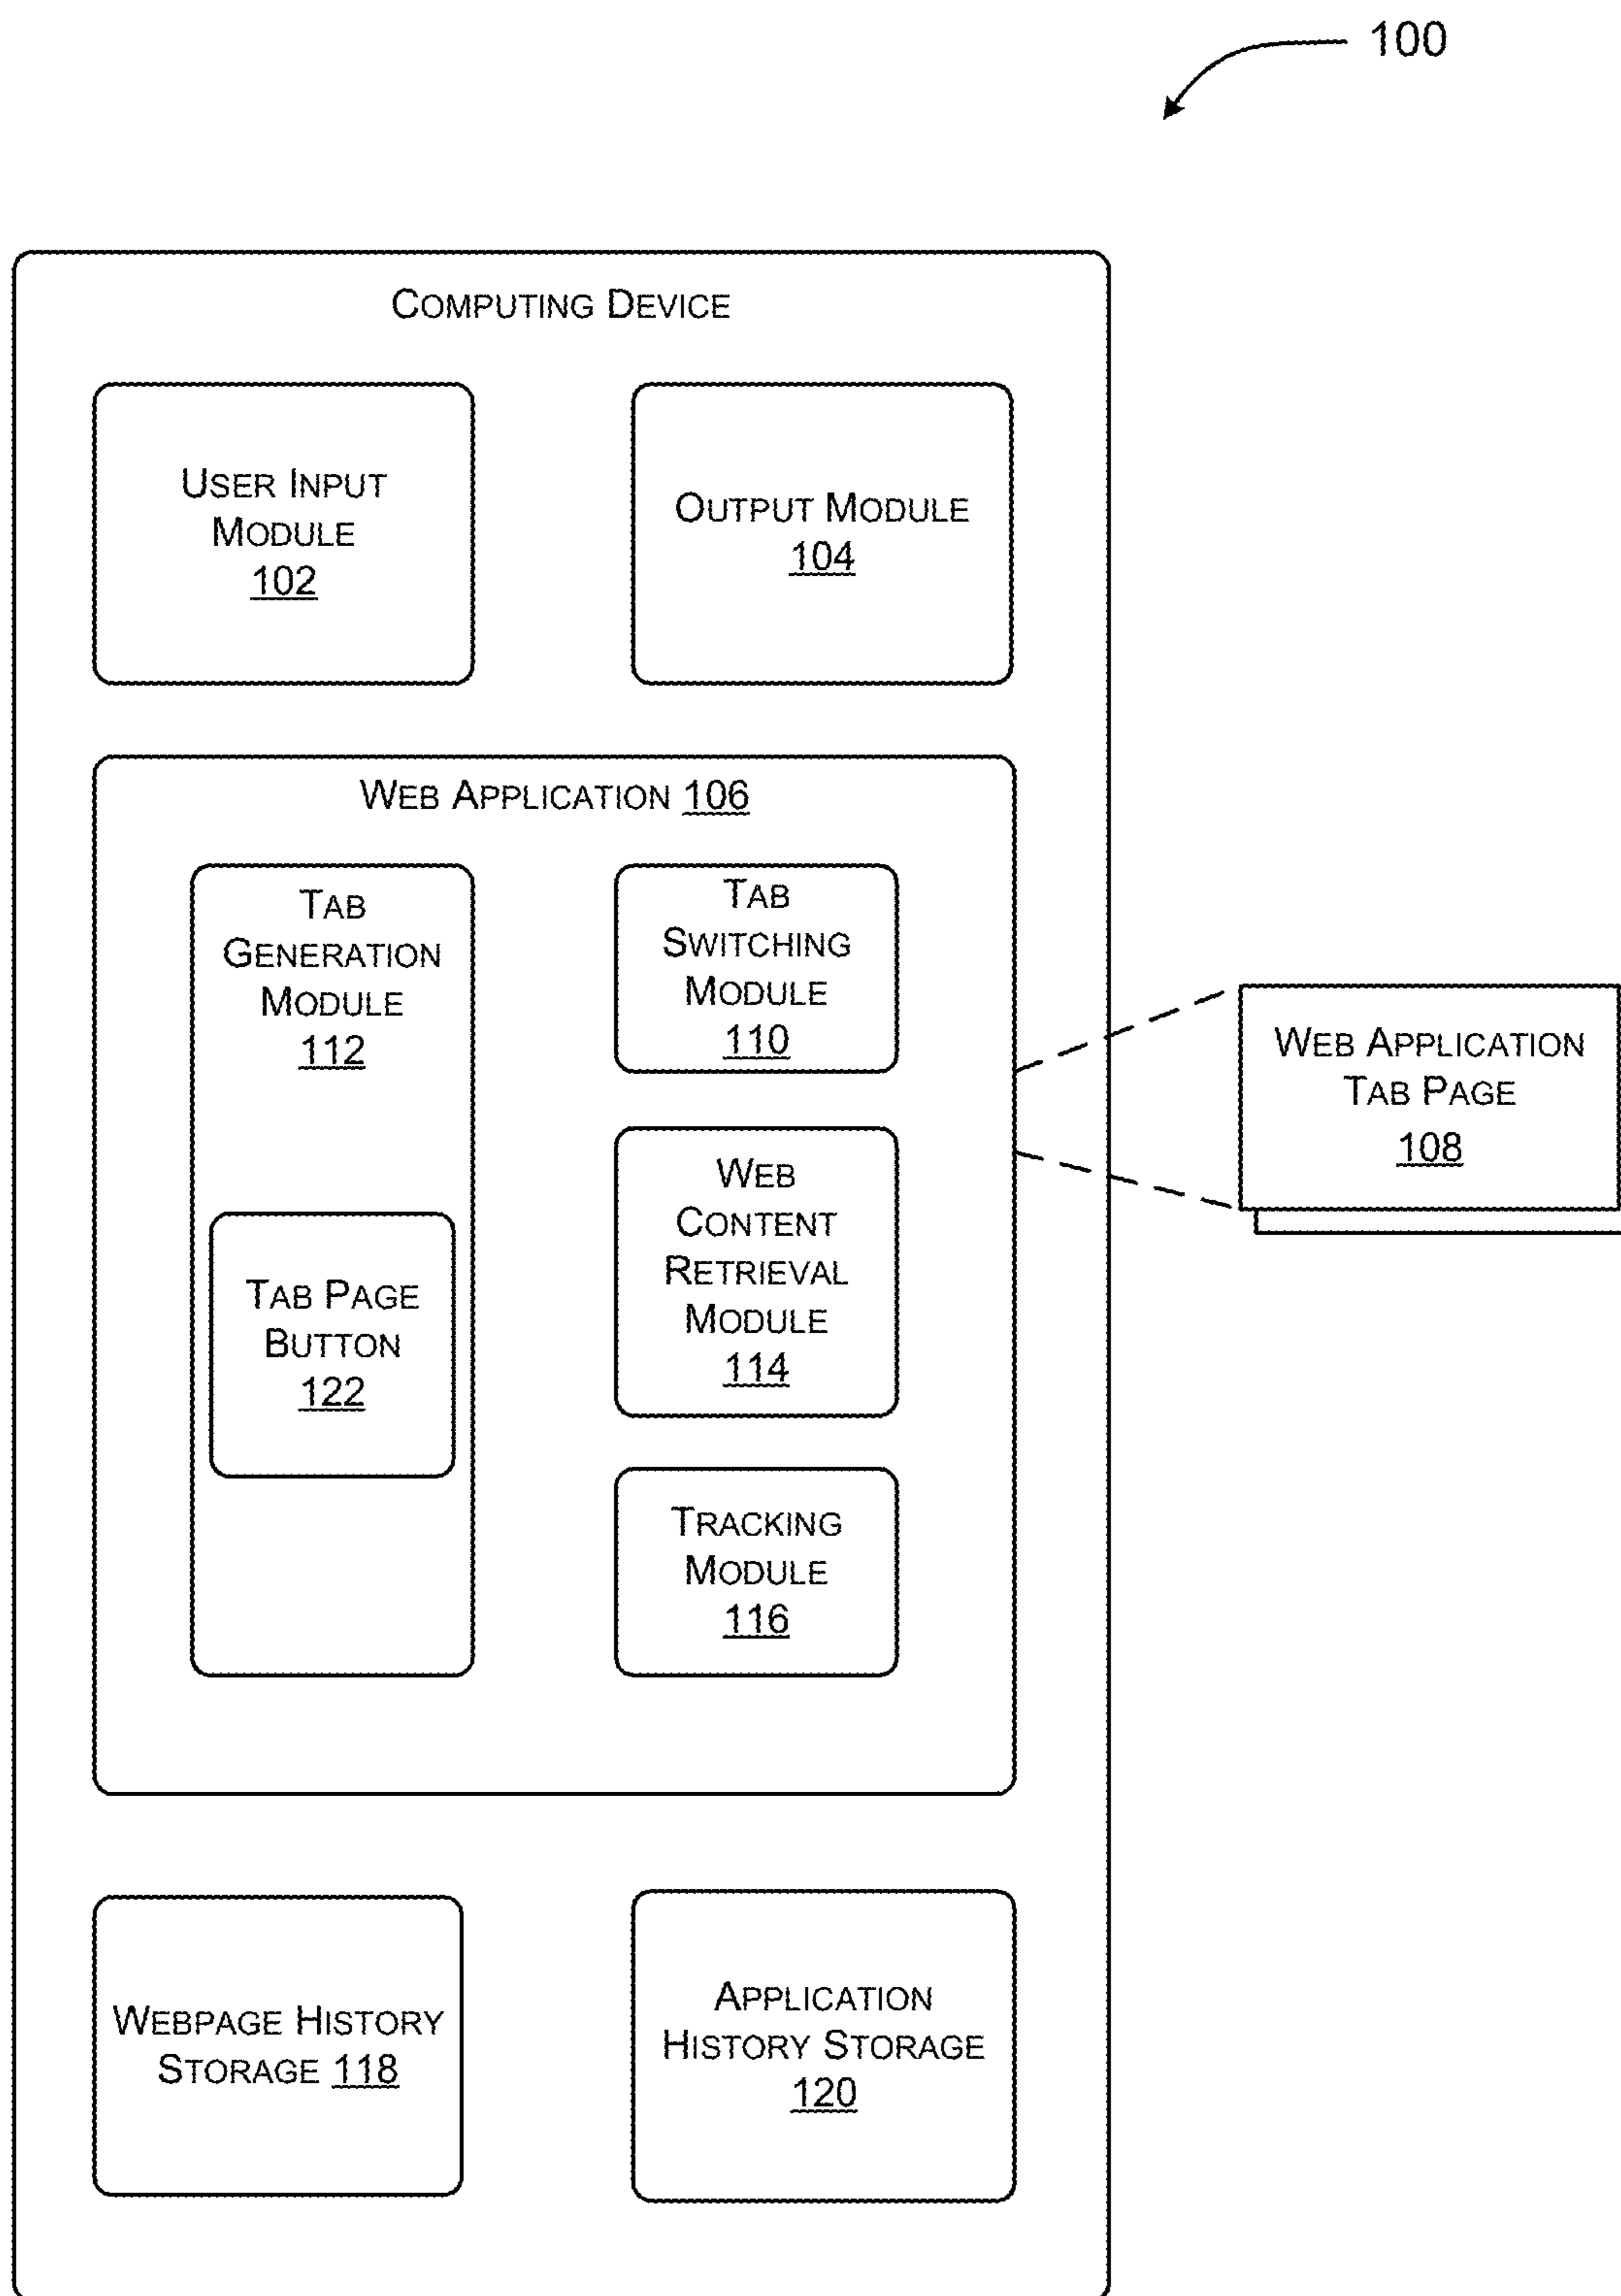 100
COMPUTING DEVICE
USER INPUT
MODULE
102
OUTPUT MODULE
104
WEB APPLICATION 106
TAB
GENERATION
MODULE
112
TAB PAGE
BUTTON
122
TAB
SWITCHING
MODULE
110
WEB
CONTENT
RETRIEVAL
MODULE
114
TRACKING
MODULE
116
WEB APPLICATION
TAB PAGE
108
WEBPAGE HISTORY
STORAGE 118
APPLICATION
HISTORY STORAGE
120